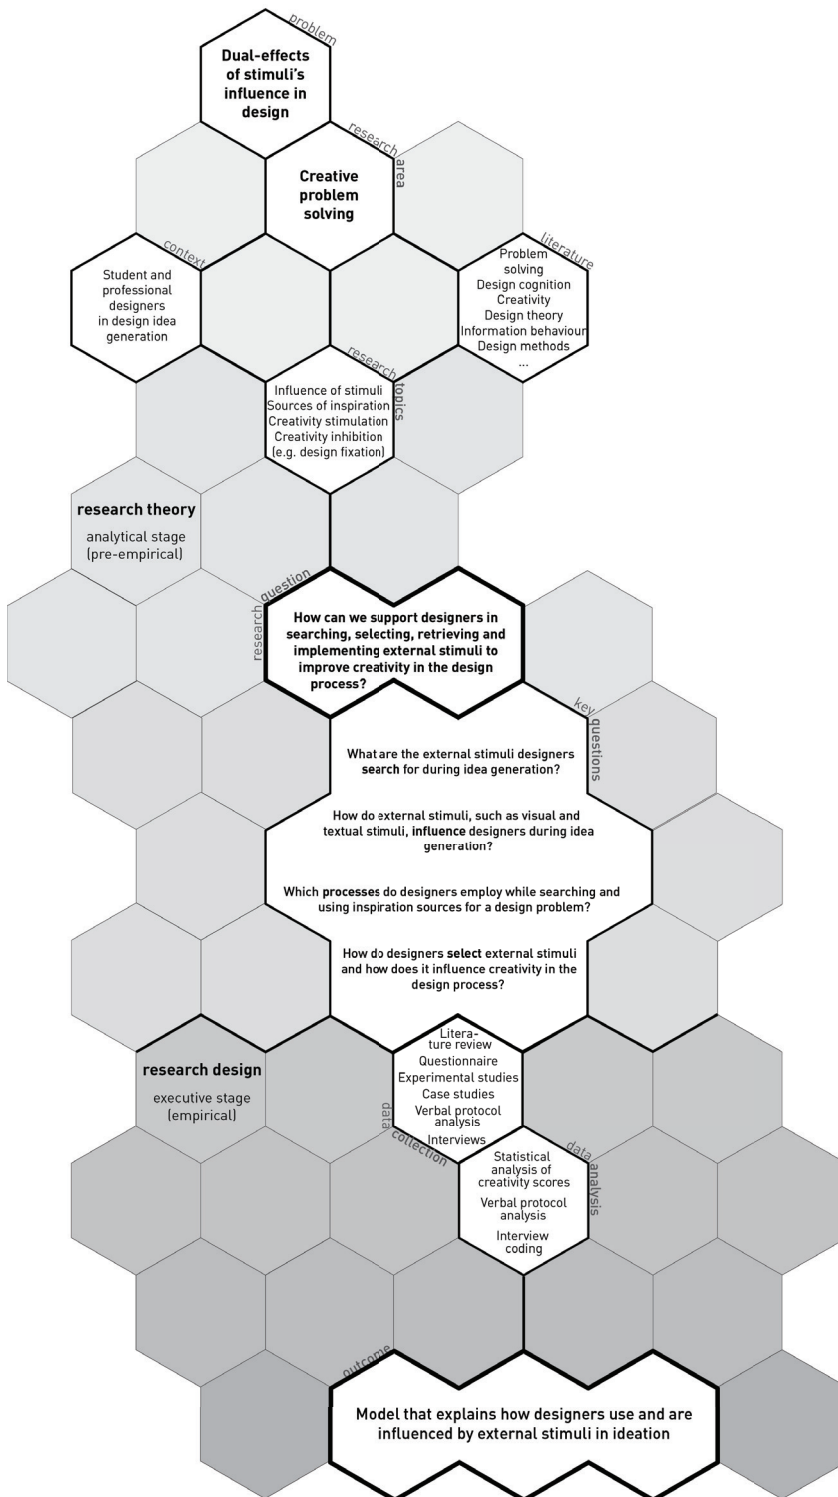 problem
Dual-effects
of stimuli's
influence in
design
research area
Creative
problem
solving
context
Student and
professional
designers
in design idea
generation
literature
Problem
solving
Design cognition
Creativity
Design theory
Information behaviour
Design methods
...
research topics
Influence of stimuli
Sources of inspiration
Creativity stimulation
Creativity inhibition
(e.g. design fixation)
research theory
analytical stage
(pre-empirical)
research question
How can we support designers in
searching, selecting, retrieving and
implementing external stimuli to
improve creativity in the design
process?
key questions
What are the external stimuli designers
search for during idea generation?
How do external stimuli, such as visual and
textual stimuli, influence designers during idea
generation?
Which processes do designers employ while searching and
using inspiration sources for a design problem?
How do designers select external stimuli
and how does it influence creativity in the
design process?
research design
executive stage
(empirical)
data collection
Litera-
ture review
Questionnaire
Experimental studies
Case studies
Verbal protocol
analysis
Interviews
data analysis
Statistical
analysis of
creativity scores
Verbal protocol
analysis
Interview
coding
outcome
Model that explains how designers use and are
influenced by external stimuli in ideation